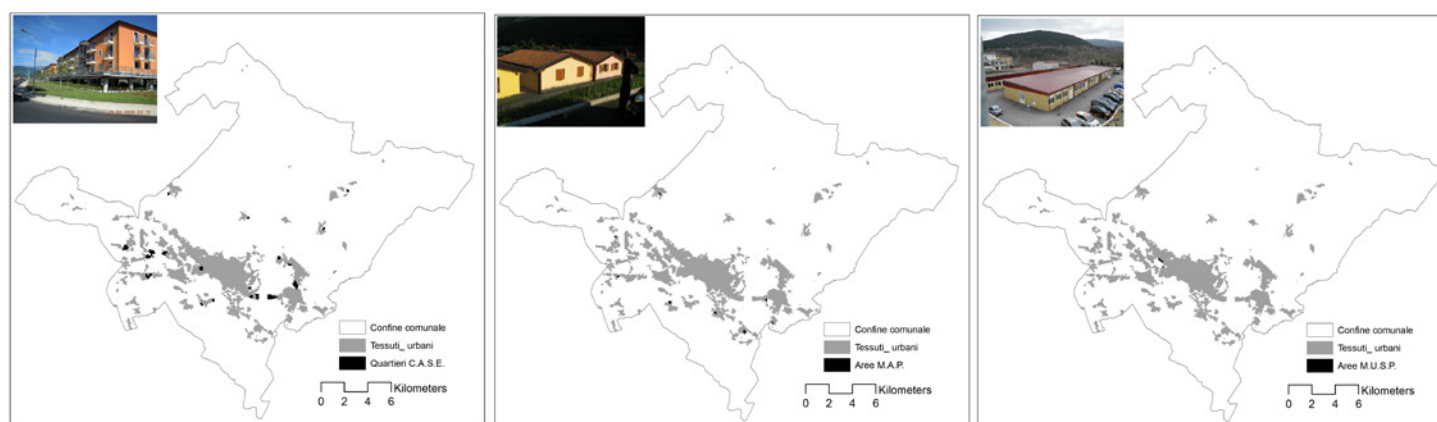 Confine comunale
Tessuti_ urbani
Quartieri C.A.S.E.
Kilometers
0 2 4 6
Confine comunale
Tessuti_ urbani
Aree M.A.P.
Kilometers
0 2 4 6
Confine comunale
Tessuti_ urbani
Aree M.U.S.P.
Kilometers
0 2 4 6